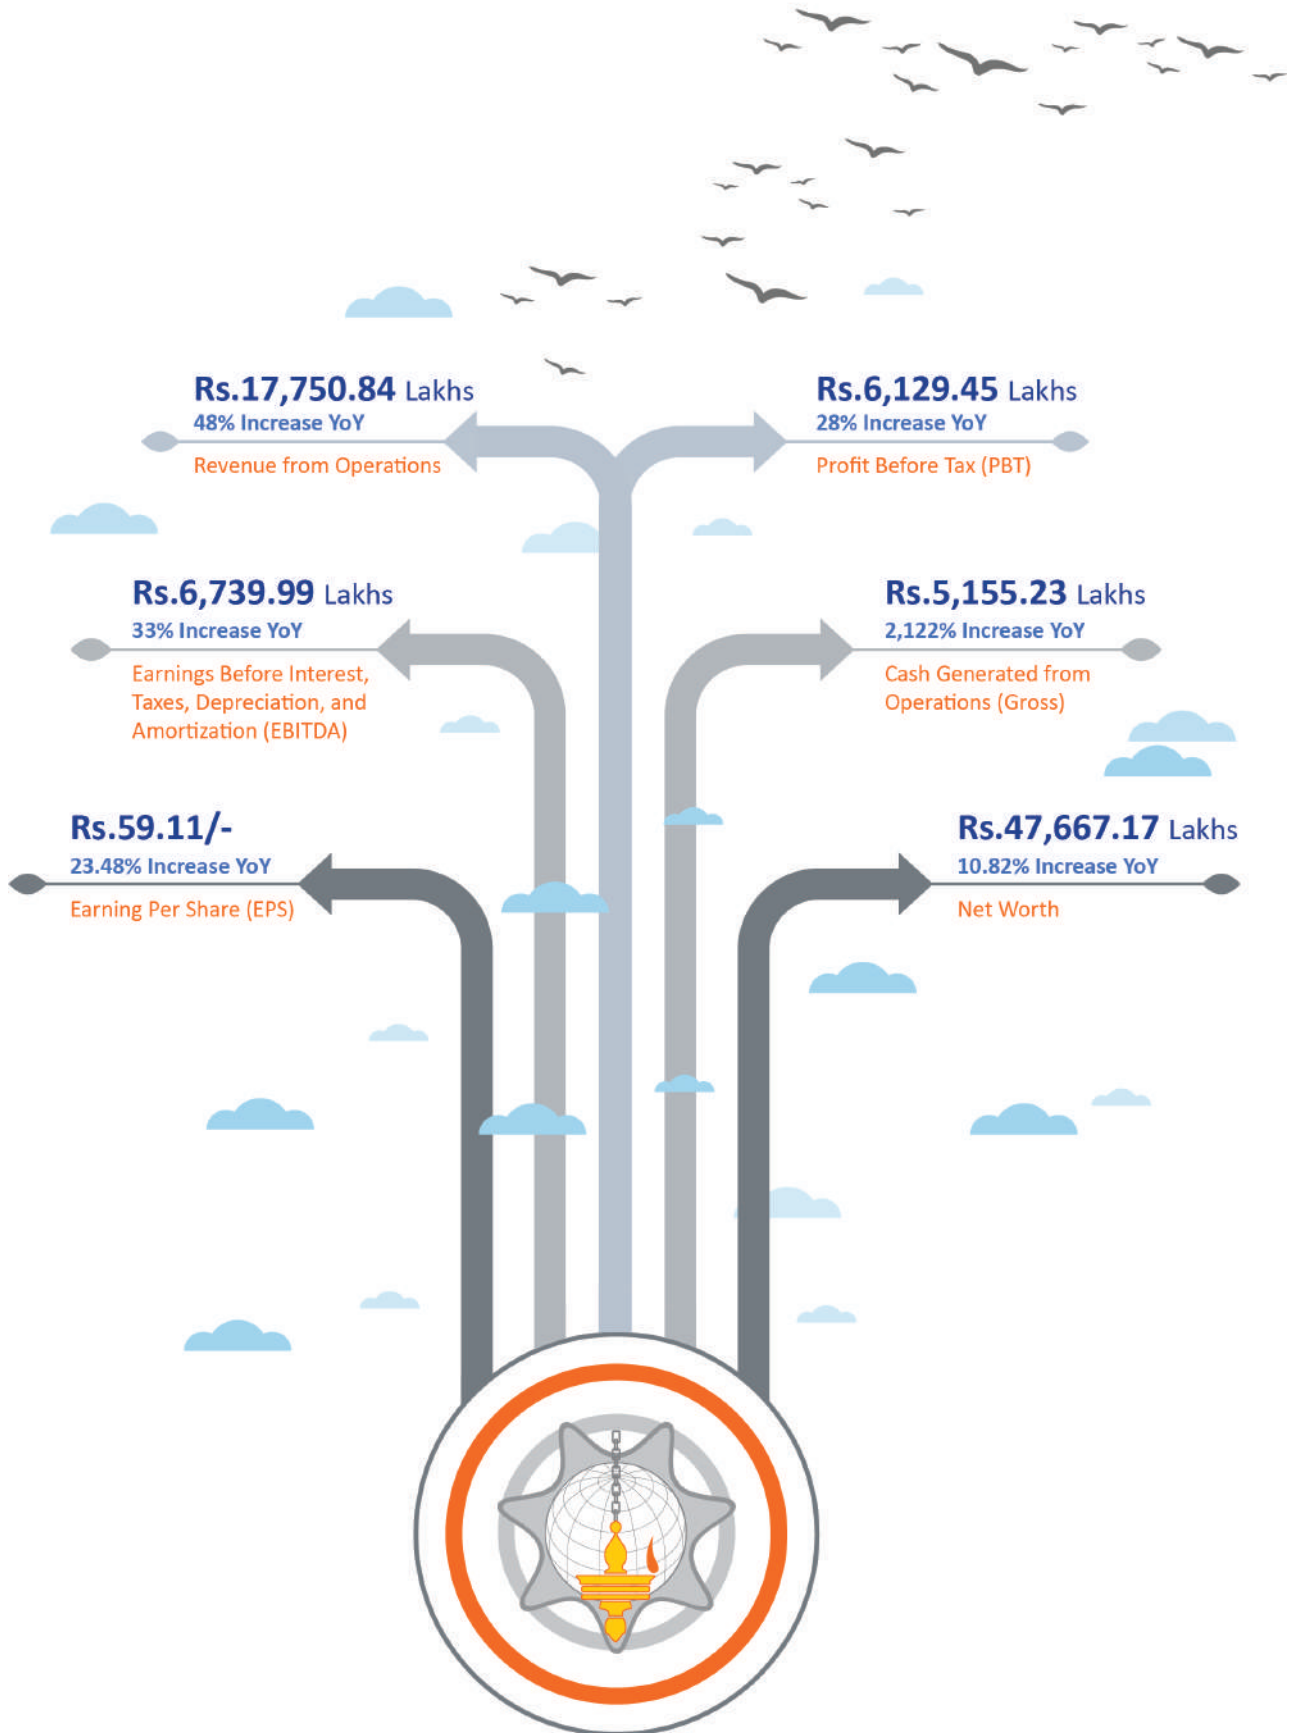 Rs.17,750.84 Lakhs
48% Increase YoY
Revenue from Operations
Rs.6,129.45 Lakhs
28% Increase YoY
Profit Before Tax (PBT)
Rs.6,739.99 Lakhs
33% Increase YoY
Earnings Before Interest,
Taxes, Depreciation, and
Amortization (EBITDA)
Rs.5,155.23 Lakhs
2,122% Increase YoY
Cash Generated from
Operations (Gross)
Rs.59.11/-
23.48% Increase YoY
Earning Per Share (EPS)
Rs.47,667.17 Lakhs
10.82% Increase YoY
Net Worth